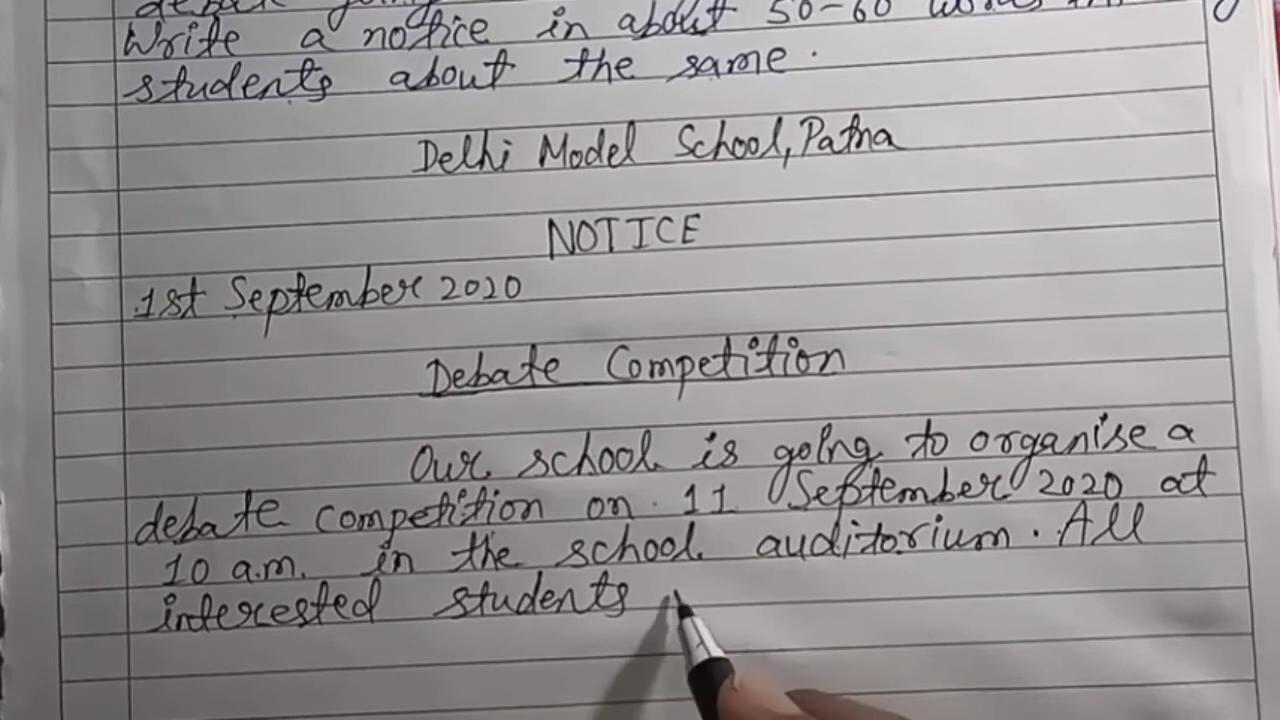 debate going
Write a notice in about 50-60 words
students about the same.
Delhi Model School, Patna
NOTICE
1st September 2020
Debate Competition
Our school is going to organise a
debate competition on 11 September 2020 at
10 a.m. in the school auditorium. All
interested students